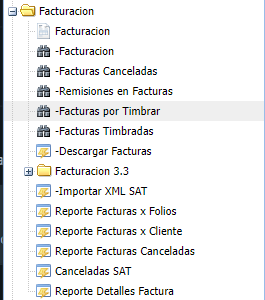 Facturacion
Facturacion
-Facturacion
-Facturas Canceladas
-Remisiones en Facturas
-Facturas por Timbrar
-Facturas Timbradas
-Descargar Facturas
Facturacion 3.3
-Importar XML SAT
Reporte Facturas x Folios
Reporte Facturas x Cliente
Reporte Facturas Canceladas
Canceladas SAT
Reporte Detalles Factura